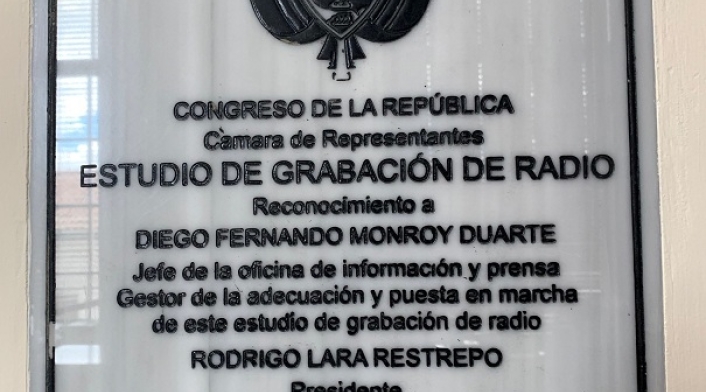 CONGRESO DE LA REPÚBLICA
Càmara de Representantes
ESTUDIO DE GRABACIÓN DE RADIO
Reconocimiento a
DIEGO FERNANDO MONROY DUARTE
Jefe de la oficina de información y prensa
Gestor de la adecuación y puesta en marcha
de este estudio de grabación de radio
RODRIGO LARA RESTREPO
Presidente